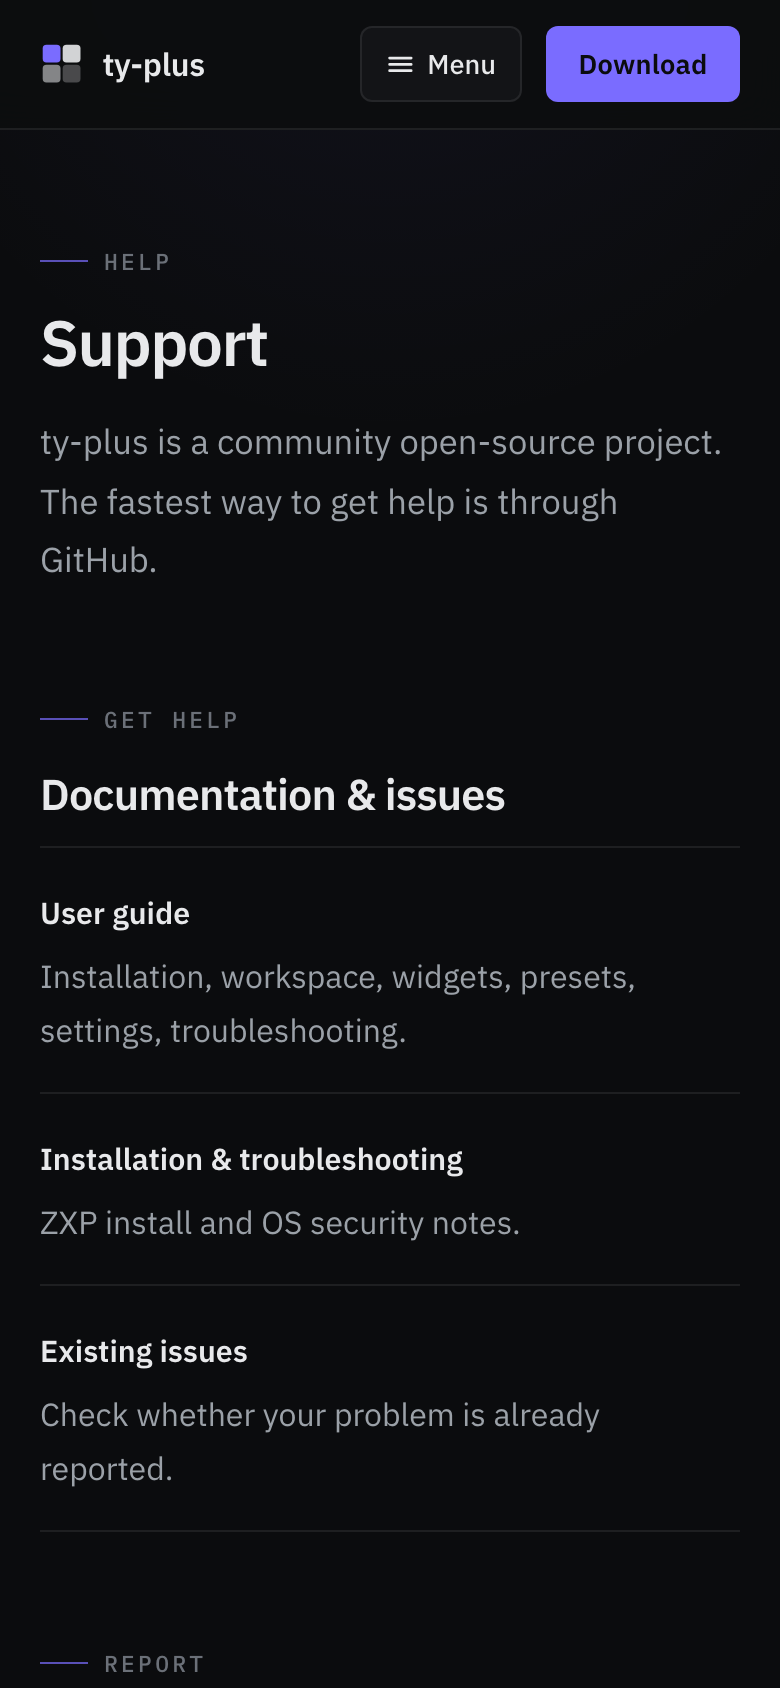 ty-plus
Menu
Download
HELP
Support
ty-plus is a community open-source project.
The fastest way to get help is through
GitHub.
GET HELP
Documentation & issues
User guide
Installation, workspace, widgets, presets,
settings, troubleshooting.
Installation & troubleshooting
ZXP install and OS security notes.
Existing issues
Check whether your problem is already
reported.
REPORT